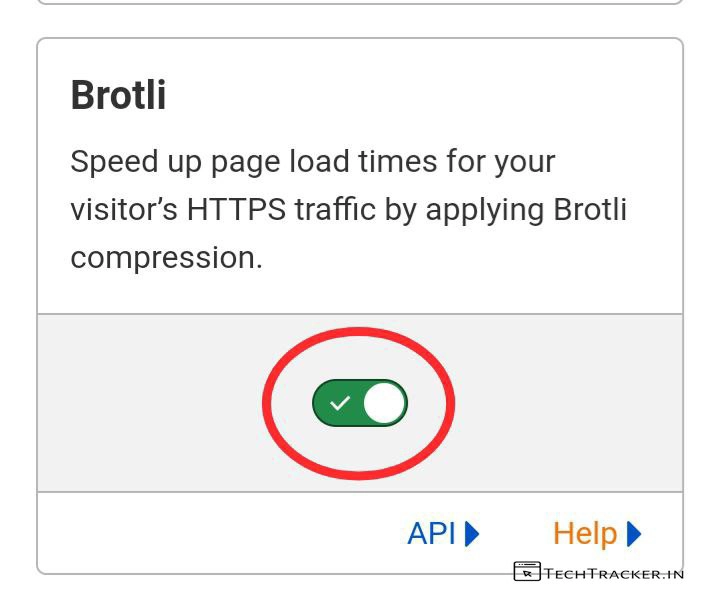 Brotli
Speed up page load times for your
visitor’s HTTPS traffic by applying Brotli
compression.
API
Help
TECHTRACKER.IN